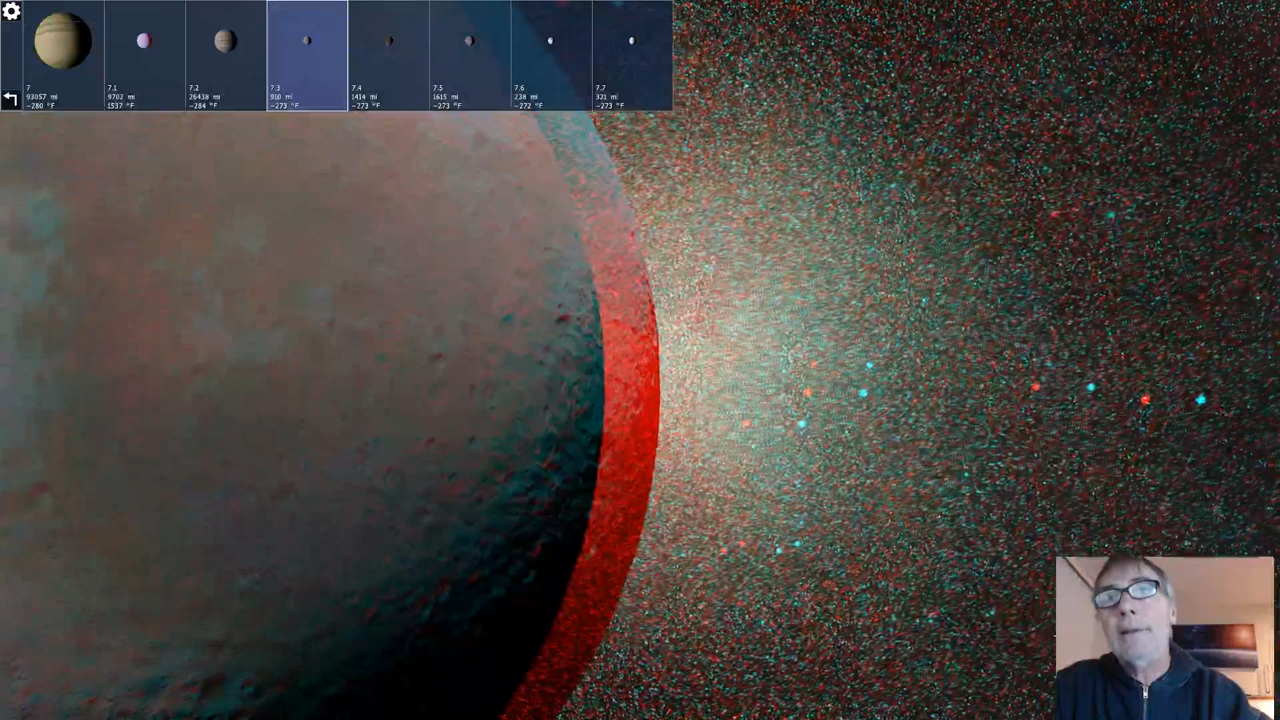 7
93057 mi
-280 °F
7.1
9702 mi
1537 °F
7.2
26438 mi
-284 °F
7.3
910 mi
-273 °F
7.4
1414 mi
-273 °F
7.5
1615 mi
-273 °F
7.6
238 mi
-272 °F
7.7
321 mi
-273 °F